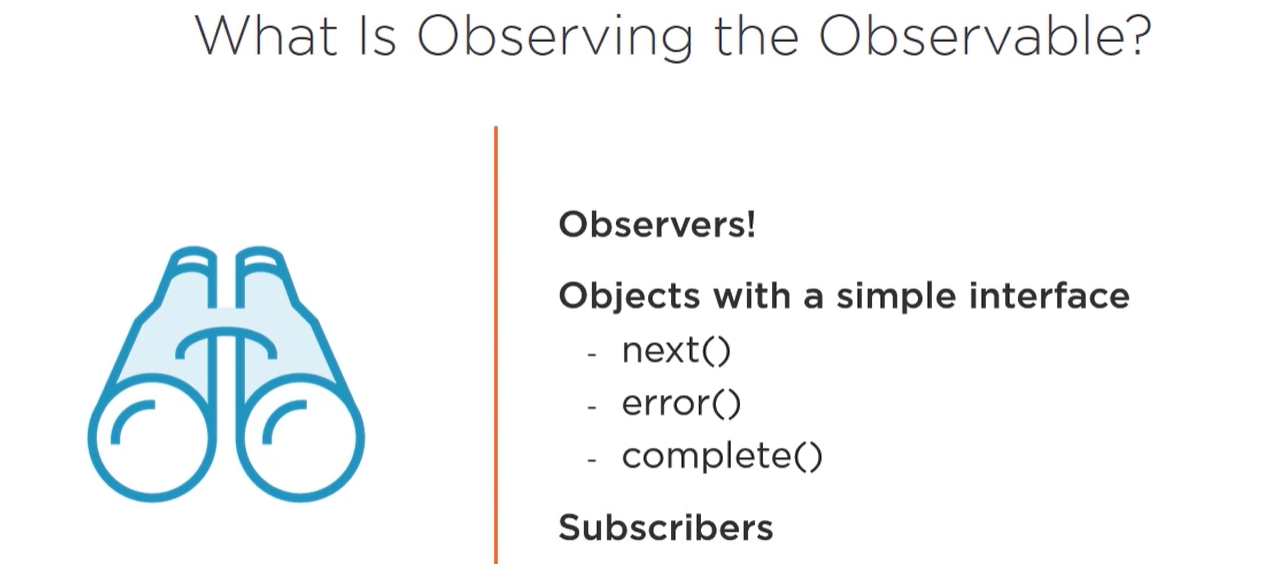 What Is Observing the Observable?
Observers!
Objects with a simple interface
- next()
- error()
- complete()
Subscribers